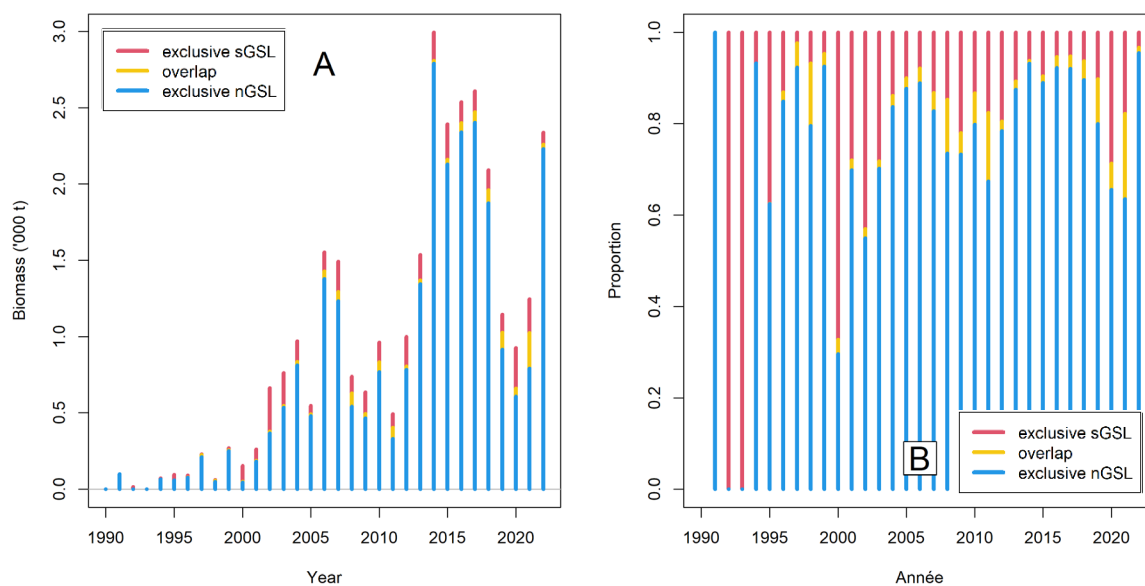 A
exclusive sGSL
overlap
exclusive nGSL
Biomass ('000 t)
3.0
2.5
2.0
1.5
1.0
0.5
0.0
1990 1995 2000 2005 2010 2015 2020
Year
Proportion
1.0
0.8
0.6
0.4
0.2
0.0
B
exclusive sGSL
overlap
exclusive nGSL
1990 1995 2000 2005 2010 2015 2020
Année